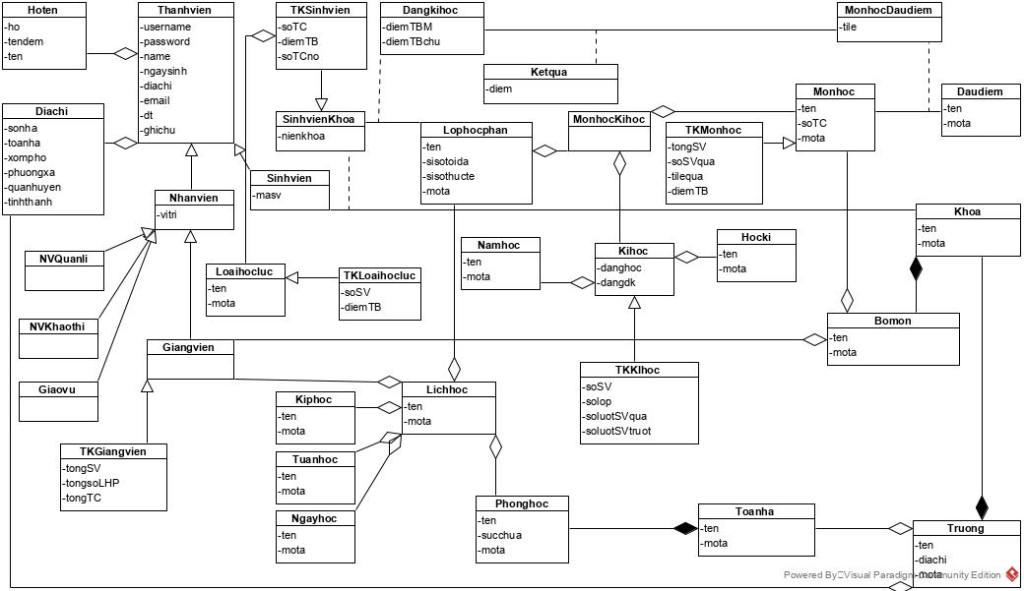 Hoten
-ho
-tendem
-ten
Thanhvien
-username
-password
-name
-ngaysinh
-diachi
-email
-dt
-ghichu
TKSinhvien
-soTC
-diemTB
-soTCno
Dangkihoc
-diemTBM
-diemTBchu
MonhocDaudiem
-tile
Ketqua
-diem
Diachi
-sonha
-toanha
-xompho
-phuongxa
-quanhuyen
-tinhthanh
SinhvienKhoa
-nienkhoa
Lophocphan
-ten
-sisotoida
-sisothucte
-mota
MonhocKihoc
TKMonhoc
-tongSV
-soSVqua
-tilequa
-diemTB
Monhoc
-ten
-soTC
-mota
Daudiem
-ten
-mota
Sinhvien
-masv
Nhanvien
-vitri
Khoa
-ten
-mota
NVQuanli
Loaihocluc
-ten
-mota
TKLoaihocluc
-soSV
-diemTB
Namhoc
-ten
-mota
Kihoc
-danghoc
-dangdk
Hocki
-ten
-mota
NVKhaothi
Giangvien
Bomon
-ten
-mota
Giaovu
Kiphoc
-ten
-mota
Lichhoc
-ten
-mota
TKKIhoc
-soSV
-solop
-soluotSVqua
-soluotSVtruot
TKGiangvien
-tongSV
-tongsoLHP
-tongTC
Tuanhoc
-ten
-mota
Ngayhoc
-ten
-mota
Phonghoc
-ten
-succhua
-mota
Toanha
-ten
-mota
Truong
-ten
-diachi
-mota
Powered By Visual Paradigm Community Edition